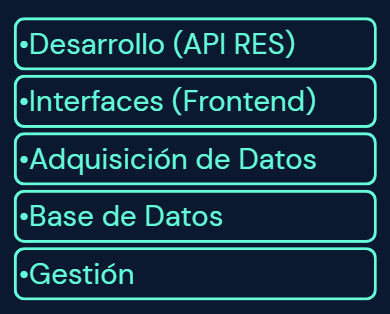 •Desarrollo (API RES)
•Interfaces (Frontend)
•Adquisición de Datos
•Base de Datos
•Gestión